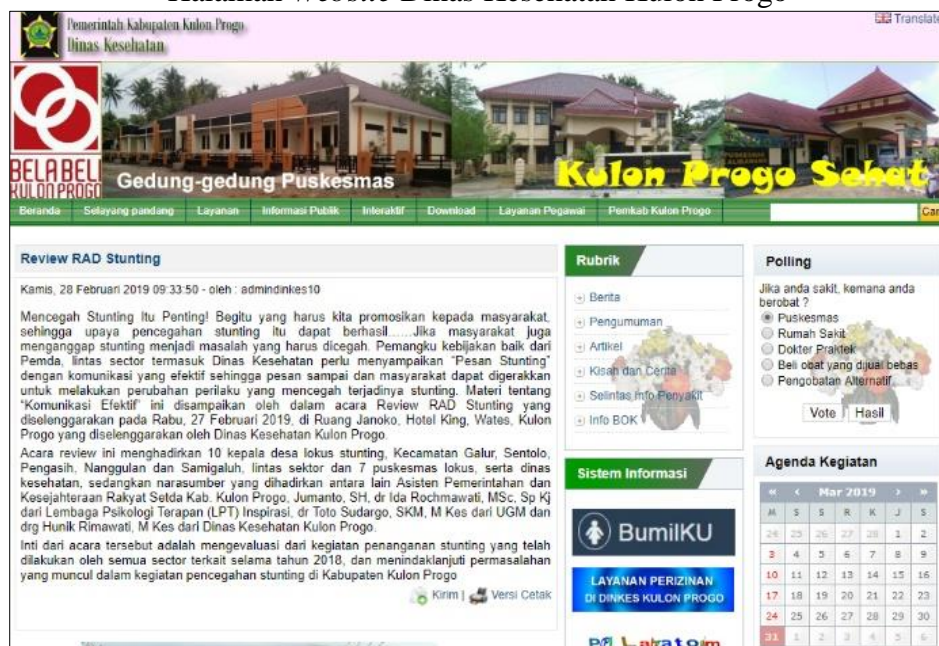 Halaman Website Dinas Kesehatan Kulon Progo
Pemerintah Kabupaten Kulon Progo
Dinas Kesehatan
Translate
BELA BELI
KULON PROGO
Gedung-gedung Puskesmas
Kulon Progo Sehat
Beranda Selayang pandang Layanan Informasi Publik Interaktif Download Layanan Pegawai Pemkab Kulon Progo
Review RAD Stunting
Kamis, 28 Februari 2019 09:33:50 - oleh : admindinkes10
Mencegah Stunting Itu Penting! Begitu yang harus kita promosikan kepada masyarakat,
sehingga upaya pencegahan stunting itu dapat berhasil......Jika masyarakat juga
menganggap stunting menjadi masalah yang harus dicegah. Pemangku kebijakan baik dari
Pemda, lintas sector termasuk Dinas Kesehatan perlu menyampaikan "Pesan Stunting"
dengan komunikasi yang efektif sehingga pesan sampai dan masyarakat dapat digerakkan
untuk melakukan perubahan perilaku yang mencegah terjadinya stunting. Materi tentang
"Komunikasi Efektif" ini disampaikan oleh dalam acara Review RAD Stunting yang
diselenggarakan pada Rabu, 27 Februari 2019, di Ruang Janoko, Hotel King, Wates, Kulon
Progo yang diselenggarakan oleh Dinas Kesehatan Kulon Progo.
Acara review ini menghadirkan 10 kepala desa lokus stunting, Kecamatan Galur, Sentolo,
Pengasih, Nanggulan dan Samigaluh, lintas sektor dan 7 puskesmas lokus, serta dinas
kesehatan, sedangkan narasumber yang dihadirkan antara lain Asisten Pemerintahan dan
Kesejahteraan Rakyat Setda Kab. Kulon Progo, Jumanto, SH, dr Ida Rochmawati, MSc, Sp Kj
dari Lembaga Psikologi Terapan (LPT) Inspirasi, dr Toto Sudargo, SKM, M Kes dari UGM dan
drg Hunik Rimawati, M Kes dari Dinas Kesehatan Kulon Progo.
Inti dari acara tersebut adalah mengevaluasi dari kegiatan penanganan stunting yang telah
dilakukan oleh semua sector terkait selama tahun 2018, dan menindaklanjuti permasalahan
yang muncul dalam kegiatan pencegahan stunting di Kabupaten Kulon Progo
Kirim | Versi Cetak
Rubrik
Berita
Pengumuman
Artikel
Kisah dan Cerita
Selintas Info Penyakit
Info BOK
Sistem Informasi
BumilKU
LAYANAN PERIZINAN
DI DINKES KULON PROGO
Polling
Jika anda sakit, kemana anda
berobat ?
Puskesmas
Rumah Sakit
Dokter Praktek
Beli obat yang dijual bebas
Pengobatan Alternatif
Vote Hasil
Agenda Kegiatan
« ‹ Mar 2019 › »
M S S R K J S
24 25 26 27 28 1 2
3 4 5 6 7 8 9
10 11 12 13 14 15 16
17 18 19 20 21 22 23
24 25 26 27 28 29 30
31 1 2 3 4 5 6